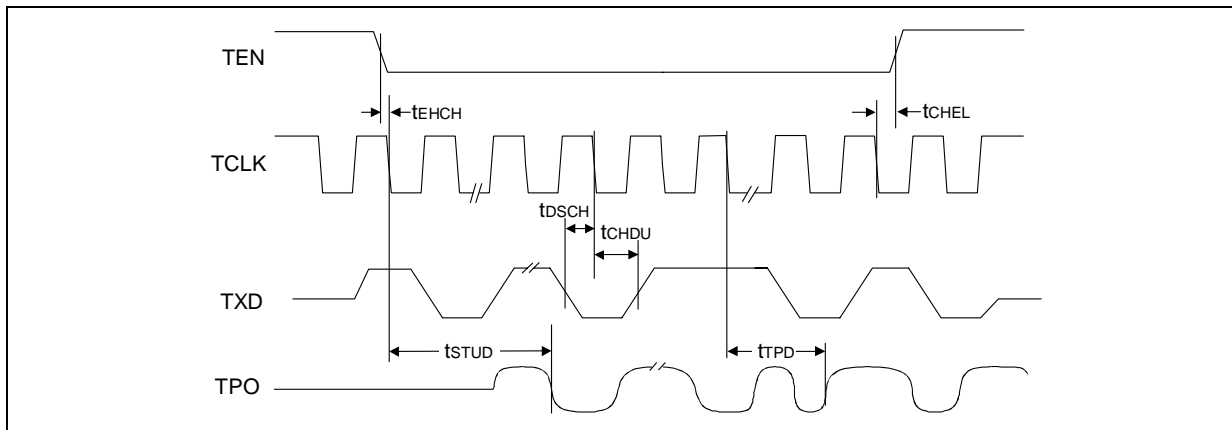 TEN
tEHCH
tCHEL
TCLK
tDSCH
tCHDU
TXD
tSTUD
tTPD
TPO